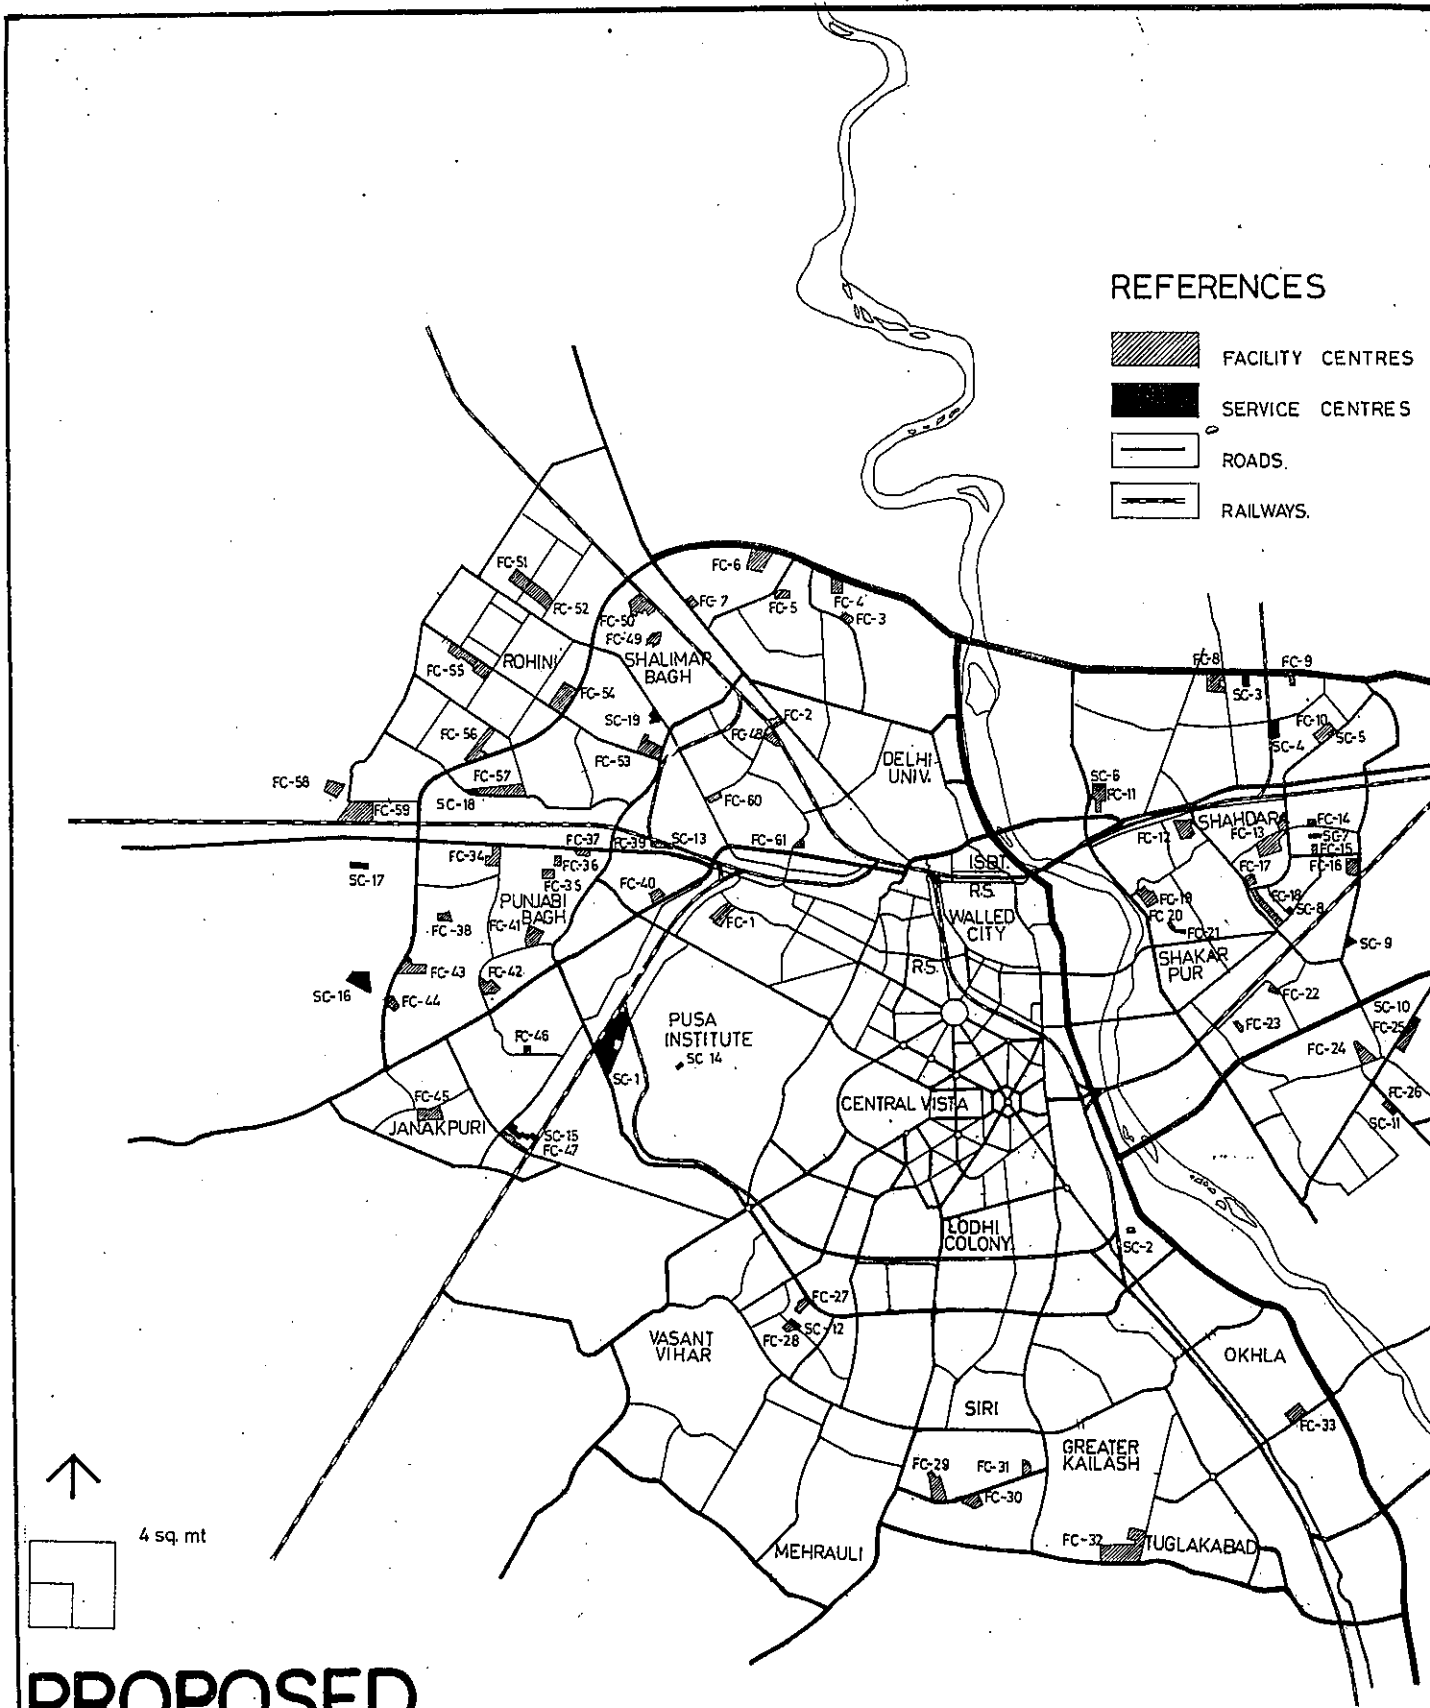 REFERENCES
FACILITY CENTRES
SERVICE CENTRES
ROADS.
RAILWAYS.
FC-6
FC-51
FC-7
FC-5
FC-4
FC-3
FC-52
FC-50
FC-49
SHALIMAR
BAGH
ROHINI
FC-55
FC-54
SC-19
FC-2
FC-48
FC-8
FC-9
SC-3
FC-10
SC-4
SC-5
FC-56
FC-53
DELHI
UNIV.
FC-58
FC-57
SC-18
FC-59
FC-60
SC-6
FC-11
SHAHDARA
FC-12
FC-13
FC-14
SC-7
FC-15
FC-16
FC-37
FC-39
SC-13
FC-61
FC-34
FC-36
FC-35
SC-17
ISBT.
R.S.
FC-17
FC-40
PUNJABI
BAGH
FC-1
WALLED
CITY
FC-19
FC 20
FC-18
SC-8
FC-38
FC-41
FC-21
SHAKAR
PUR
SC-9
R.S.
FC-43
FC-42
SC-16
FC-44
FC-22
SC-10
FC-23
FC-25
FC-24
PUSA
INSTITUTE
SC 14
FC-46
SC-1
FC-45
JANAKPURI
CENTRAL VISTA
FC-26
SC-11
SC-15
FC-47
LODHI
COLONY
SC-2
FC-27
SC-12
FC-28
VASANT
VIHAR
OKHLA
SIRI
FC-33
GREATER
KAILASH
FC-29
FC-31
FC-30
FC-32
TUGLAKABAD
MEHRAULI
4 sq. mt
PROPOSED